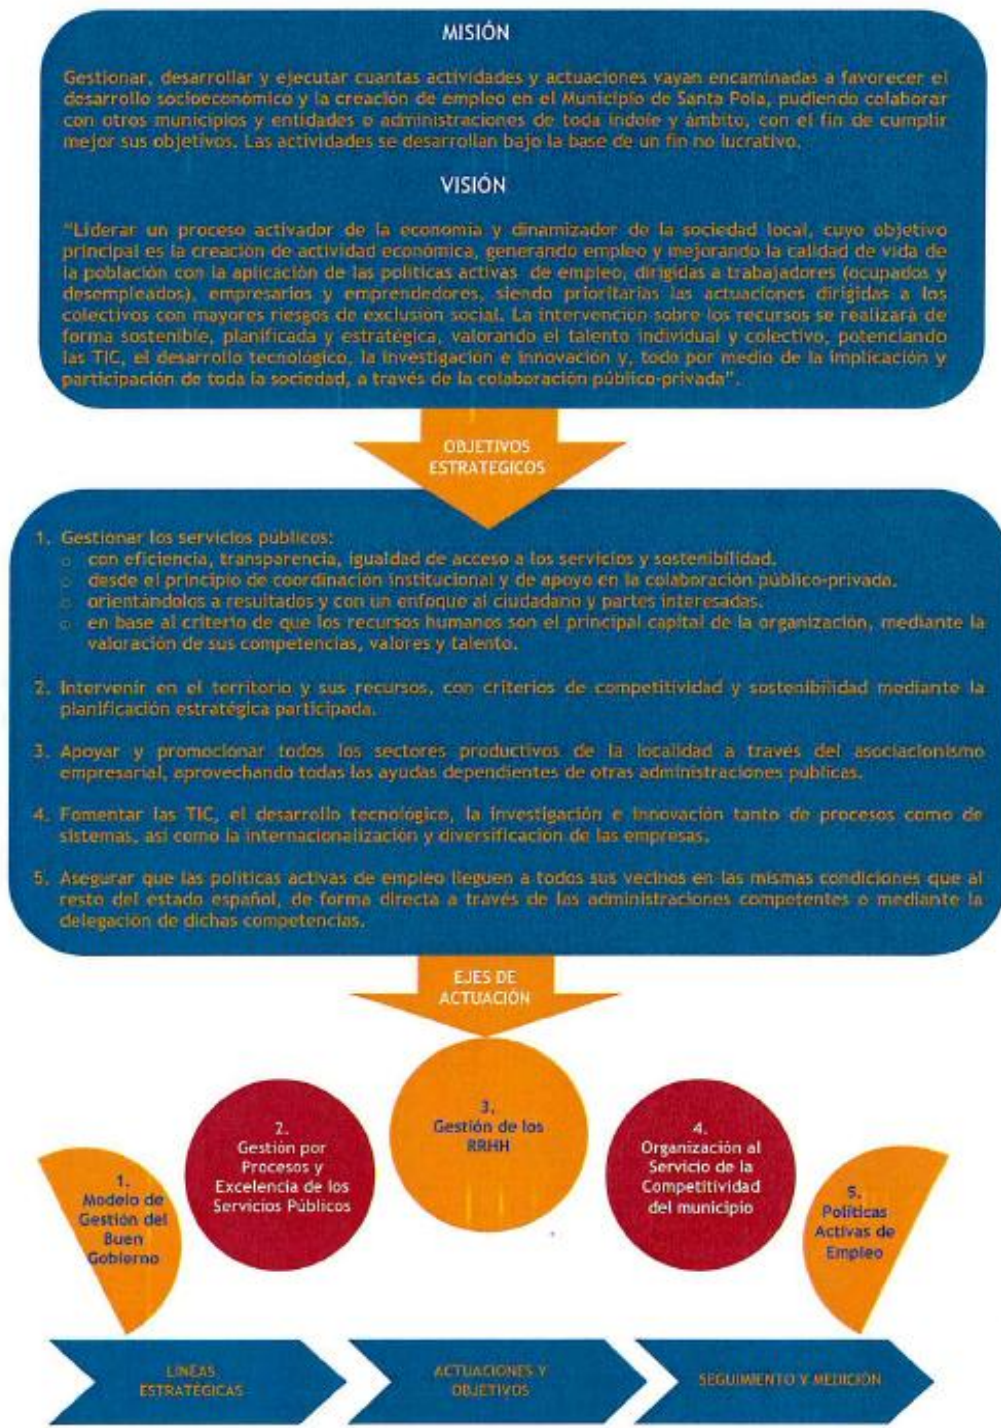 MISIÓN
Gestionar, desarrollar y ejecutar cuantas actividades y actuaciones vayan encaminadas a favorecer el
desarrollo socioeconómico y la creación de empleo en el Municipio de Santa Pola, pudiendo colaborar
con otros municipios y entidades o administraciones de toda índole y ámbito, con el fin de cumplir
mejor sus objetivos. Las actividades se desarrollan bajo la base de un fin no lucrativo.
VISIÓN
"Liderar un proceso activador de la economía y dinamizador de la sociedad local, cuyo objetivo
principal es la creación de actividad económica, generando empleo y mejorando la calidad de vida de
la población con la aplicación de las políticas activas de empleo, dirigidas a trabajadores (ocupados y
desempleados), empresarios y emprendedores, siendo prioritarias las actuaciones dirigidas a los
colectivos con mayores riesgos de exclusión social. La intervención sobre los recursos se realizará de
forma sostenible, planificada y estratégica, valorando el talento individual y colectivo, potenciando
las TIC, el desarrollo tecnológico, la investigación e innovación y, todo por medio de la implicación y
participación de toda la sociedad, a través de la colaboración público-privada".
OBJETIVOS
ESTRATEGICOS
1. Gestionar los servicios públicos:
o con eficiencia, transparencia, igualdad de acceso a los servicios y sostenibilidad.
o desde el principio de coordinación institucional y de apoyo en la colaboración público-privada.
o orientándolos a resultados y con un enfoque al ciudadano y partes interesadas.
o en base al criterio de que los recursos humanos son el principal capital de la organización, mediante la
valoración de sus competencias, valores y talento.
2. Intervenir en el territorio y sus recursos, con criterios de competitividad y sostenibilidad mediante la
planificación estratégica participada.
3. Apoyar y promocionar todos los sectores productivos de la localidad a través del asociacionismo
empresarial, aprovechando todas las ayudas dependientes de otras administraciones públicas.
4. Fomentar las TIC, el desarrollo tecnológico, la investigación e innovación tanto de procesos como de
sistemas, así como la internacionalización y diversificación de las empresas.
5. Asegurar que las políticas activas de empleo lleguen a todos sus vecinos en las mismas condiciones que al
resto del estado español, de forma directa a través de las administraciones competentes o mediante la
delegación de dichas competencias.
EJES DE
ACTUACIÓN
1.
Modelo de
Gestión del
Buen
Gobierno
2.
Gestión por
Procesos y
Excelencia de los
Servicios Públicos
3.
Gestión de los
RRHH
4.
Organización al
Servicio de la
Competitividad
del municipio
5.
Políticas
Activas de
Empleo
LÍNEAS
ESTRATÉGICAS
ACTUACIONES Y
OBJETIVOS
SEGUIMIENTO Y MEDICIÓN